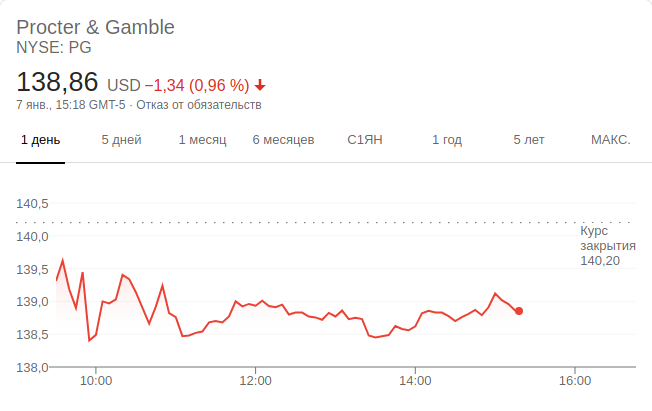 Procter & Gamble
NYSE: PG
138,86 USD −1,34 (0,96 %)
7 янв., 15:18 GMT-5 · Отказ от обязательств
1 день 5 дней 1 месяц 6 месяцев С1ЯН 1 год 5 лет МАКС.
140,5
140,0
139,5
139,0
138,5
138,0
Курс
закрытия
140,20
10:00 12:00 14:00 16:00